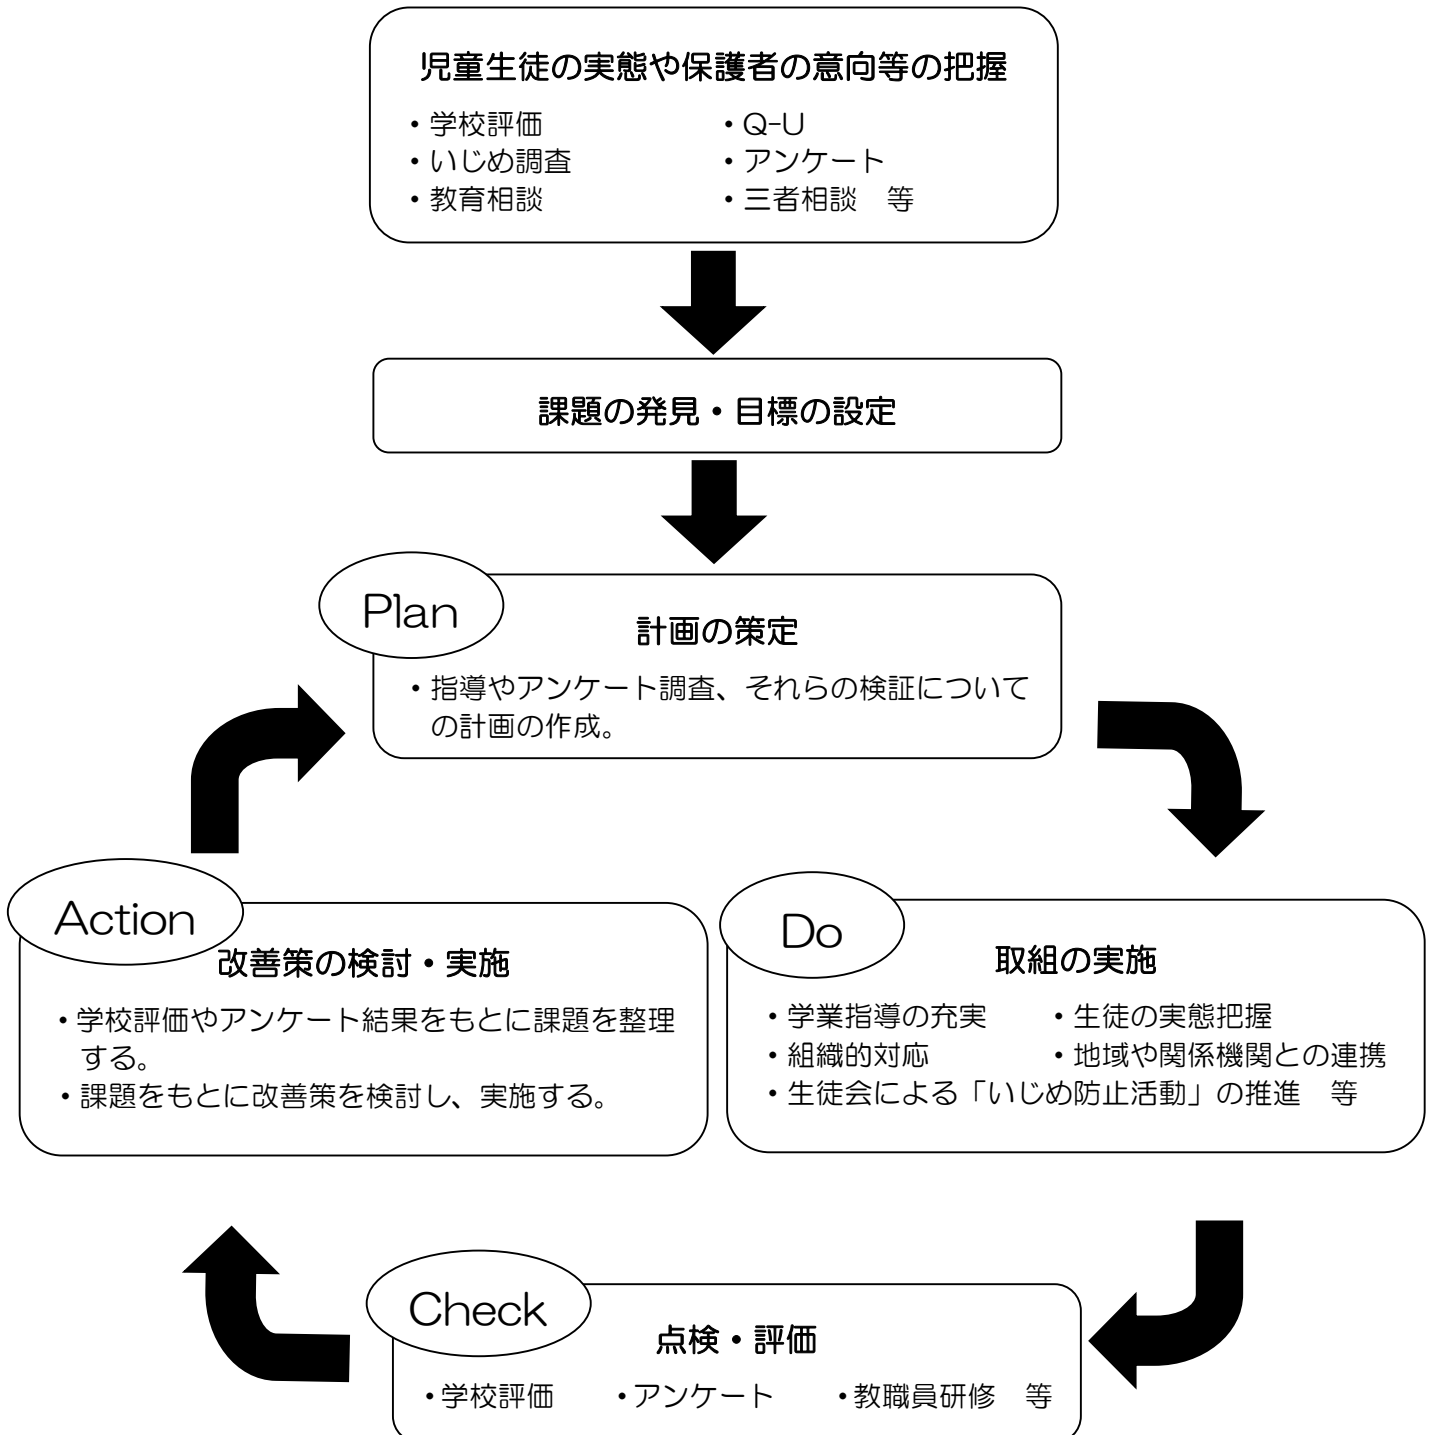 児童生徒の実態や保護者の意向等の把握
・学校評価　・Q-U
・いじめ調査　・アンケート
・教育相談　・三者相談　等
課題の発見・目標の設定
Plan
計画の策定
・指導やアンケート調査、それらの検証について
の計画の作成。
Action
改善策の検討・実施
・学校評価やアンケート結果をもとに課題を整理
する。
・課題をもとに改善策を検討し、実施する。
Do
取組の実施
・学業指導の充実　・生徒の実態把握
・組織的対応　・地域や関係機関との連携
・生徒会による「いじめ防止活動」の推進　等
Check
点検・評価
・学校評価　・アンケート　・教職員研修　等